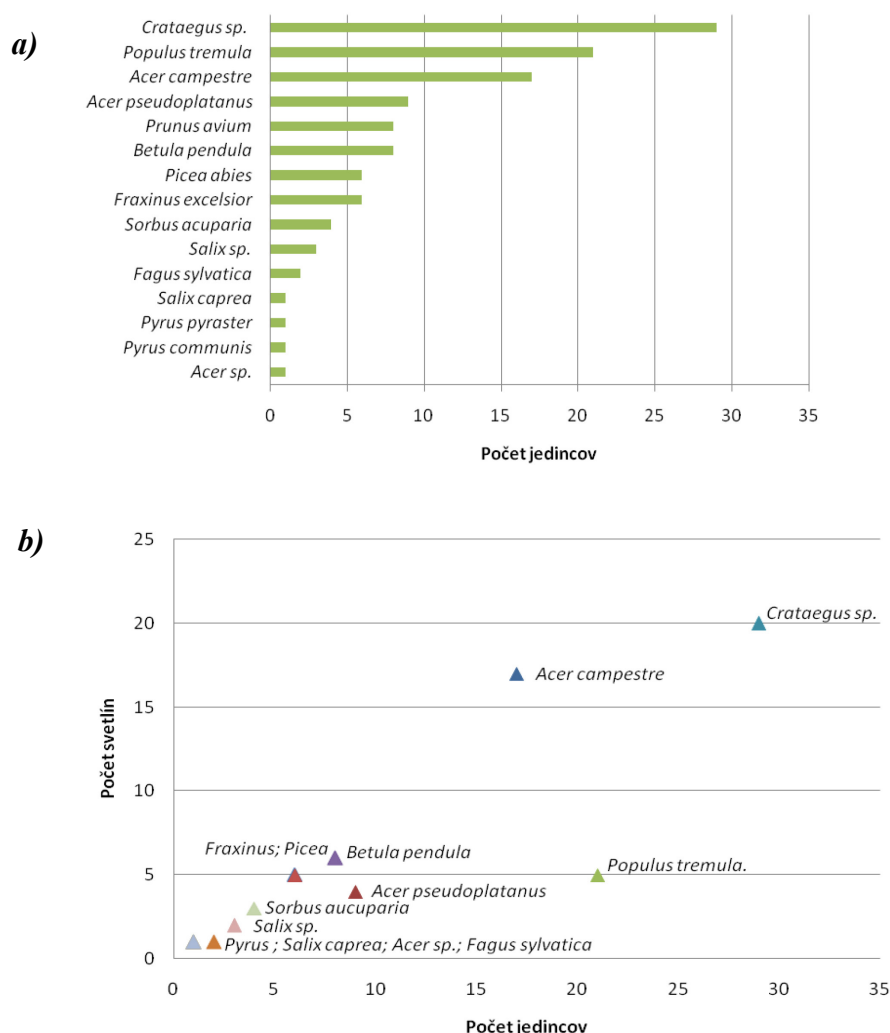 a)
Crataegus sp.
Populus tremula
Acer campestre
Acer pseudoplatanus
Prunus avium
Betula pendula
Picea abies
Fraxinus excelsior
Sorbus acuparia
Salix sp.
Fagus sylvatica
Salix caprea
Pyrus pyraster
Pyrus communis
Acer sp.
0 5 10 15 20 25 30 35
Počet jedincov
b)
25
20
15
10
5
0
Počet svetlín
Crataegus sp.
Acer campestre
Fraxinus; Picea
Betula pendula
Populus tremula.
Acer pseudoplatanus
Sorbus aucuparia
Salix sp.
Pyrus ; Salix caprea; Acer sp.; Fagus sylvatica
0 5 10 15 20 25 30 35
Počet jedincov